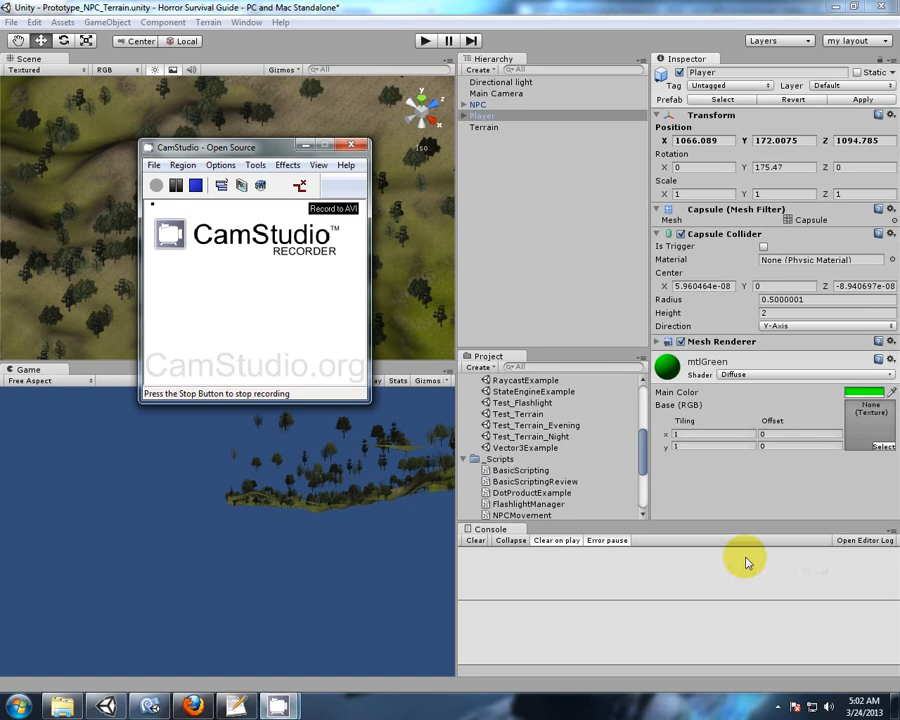 Unity - Prototype_NPC_Terrain.unity - Horror Survival Guide - PC and Mac Standalone*
File Edit Assets GameObject Component Terrain Window Help
Center Local Layers my layout
Scene
Textured RGB Gizmos All
y
z
x
Iso
CamStudio - Open Source
File Region Options Tools Effects View Help
Record to AVI
CamStudio™
RECORDER
CamStudio.org
Press the Stop Button to stop recording
Game
Free Aspect Stats Gizmos
Hierarchy
Create All
Directional light
Main Camera
NPC
Player
Terrain
Project
Create All
RaycastExample
StateEngineExample
Test_Flashlight
Test_Terrain
Test_Terrain_Evening
Test_Terrain_Night
Vector3Example
_Scripts
BasicScripting
BasicScriptingReview
DotProductExample
FlashlightManager
NPCMovement
Console
Clear Collapse Clear on play Error pause Open Editor Log
Inspector
Player Static
Tag Untagged Layer Default
Prefab Select Revert Apply
Transform
Position
X 1066.089 Y 172.0075 Z 1094.785
Rotation
X 0 Y 175.47 Z 0
Scale
X 1 Y 1 Z 1
Capsule (Mesh Filter)
Mesh Capsule
Capsule Collider
Is Trigger
Material None (Physic Material)
Center
X 5.960464e-08 Y 0 Z -8.940697e-08
Radius 0.5000001
Height 2
Direction Y-Axis
Mesh Renderer
mtlGreen
Shader Diffuse
Main Color
Base (RGB) None
(Texture)
Tiling Offset
x 1 0
y 1 0
Select
5:02 AM
3/24/2013